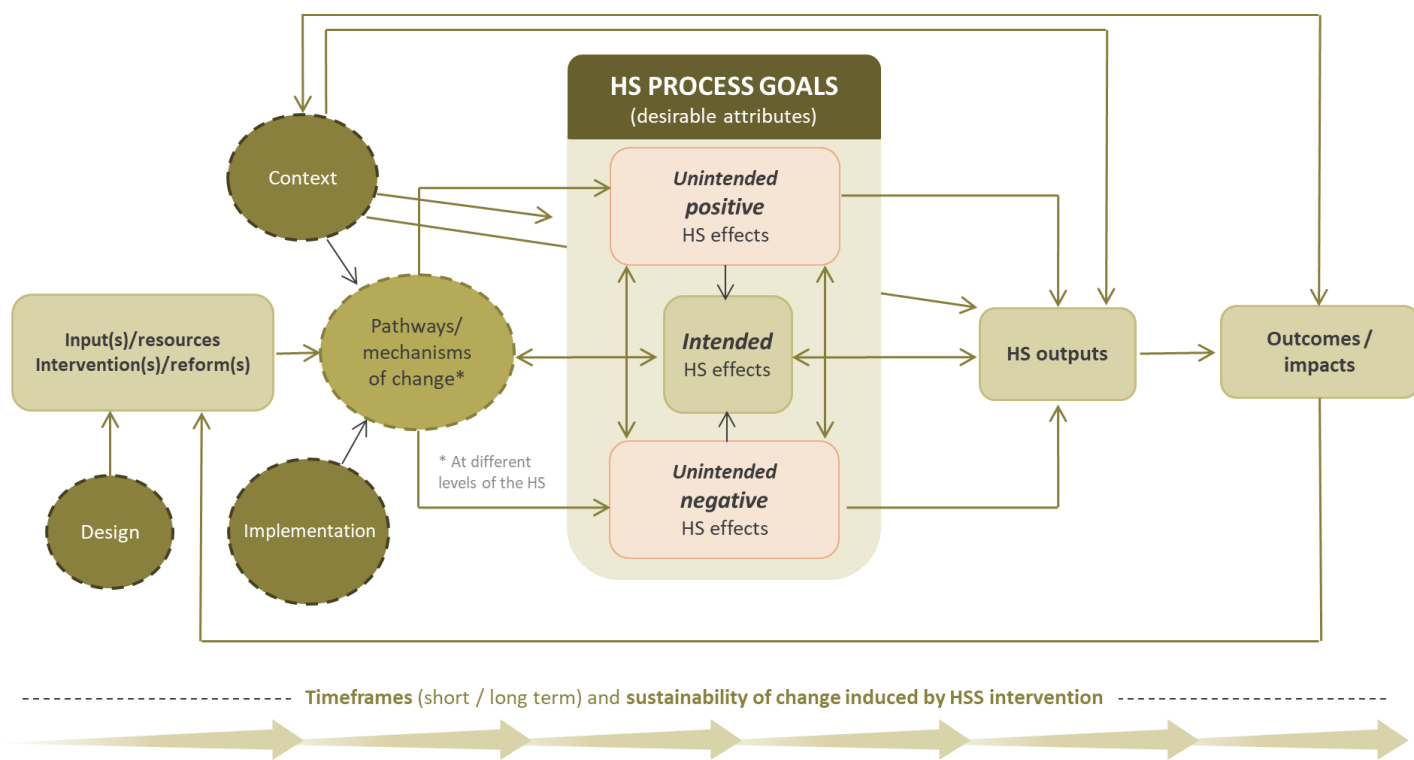 HS PROCESS GOALS
(desirable attributes)
Context
Unintended
positive
HS effects
Input(s)/resources
Intervention(s)/reform(s)
Pathways/
mechanisms
of change*
Intended
HS effects
HS outputs
Outcomes /
impacts
* At different
levels of the HS
Unintended
negative
HS effects
Design
Implementation
Timeframes (short / long term) and sustainability of change induced by HSS intervention